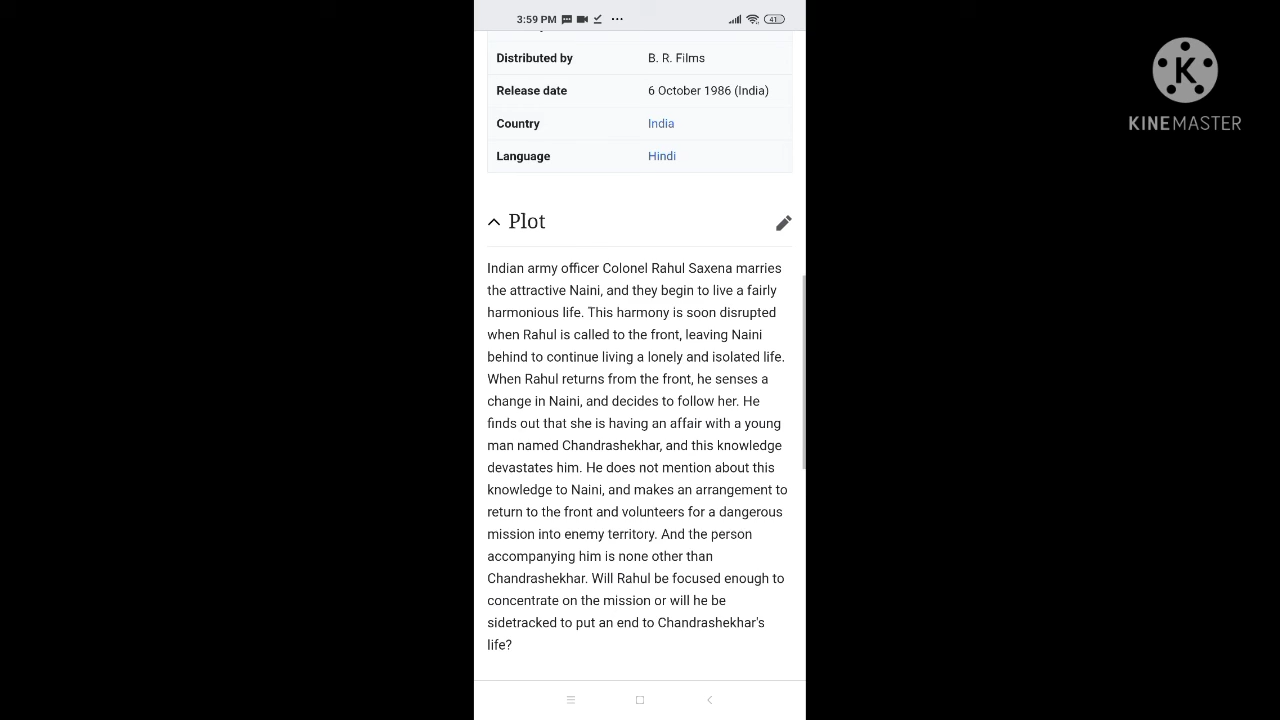 3:59 PM
41
Distributed by B. R. Films
Release date 6 October 1986 (India)
Country India
Language Hindi
Plot
Indian army officer Colonel Rahul Saxena marries
the attractive Naini, and they begin to live a fairly
harmonious life. This harmony is soon disrupted
when Rahul is called to the front, leaving Naini
behind to continue living a lonely and isolated life.
When Rahul returns from the front, he senses a
change in Naini, and decides to follow her. He
finds out that she is having an affair with a young
man named Chandrashekhar, and this knowledge
devastates him. He does not mention about this
knowledge to Naini, and makes an arrangement to
return to the front and volunteers for a dangerous
mission into enemy territory. And the person
accompanying him is none other than
Chandrashekhar. Will Rahul be focused enough to
concentrate on the mission or will he be
sidetracked to put an end to Chandrashekhar's
life?
K
KINEMASTER